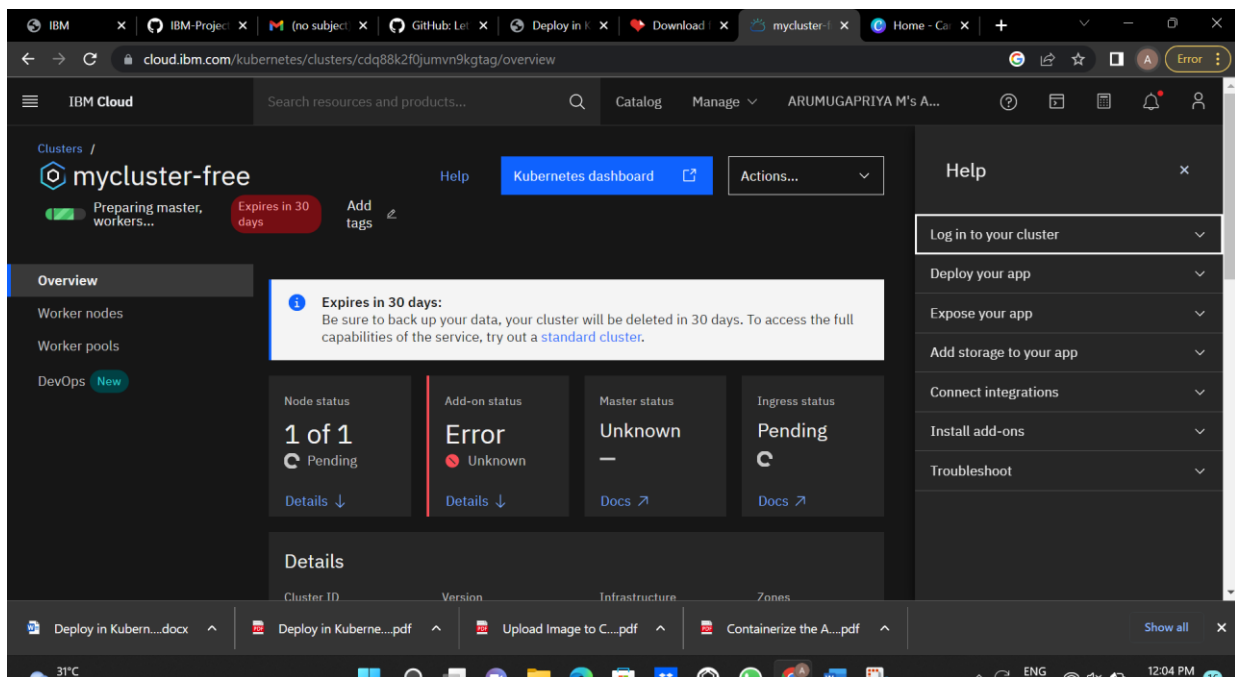 IBM
IBM-Project
(no subject
GitHub: Let
Deploy in K
Download
mycluster-f
Home - Ca
cloud.ibm.com/kubernetes/clusters/cdq88k2f0jumvn9kgtag/overview
A
Error
IBM Cloud
Search resources and products...
Catalog
Manage
ARUMUGAPRIYA M's A...
Clusters /
mycluster-free
Help
Kubernetes dashboard
Actions...
Preparing master,
workers...
Expires in 30
days
Add
tags
Overview
Worker nodes
Worker pools
DevOps New
Expires in 30 days:
Be sure to back up your data, your cluster will be deleted in 30 days. To access the full
capabilities of the service, try out a standard cluster.
Node status
1 of 1
Pending
Details ↓
Add-on status
Error
Unknown
Details ↓
Master status
Unknown
—
Docs ↗
Ingress status
Pending
Docs ↗
Details
Cluster ID
Version
Infrastructure
Zones
Help
Log in to your cluster
Deploy your app
Expose your app
Add storage to your app
Connect integrations
Install add-ons
Troubleshoot
Deploy in Kubern....docx
Deploy in Kuberne....pdf
Upload Image to C....pdf
Containerize the A....pdf
Show all
31°C
ENG
12:04 PM